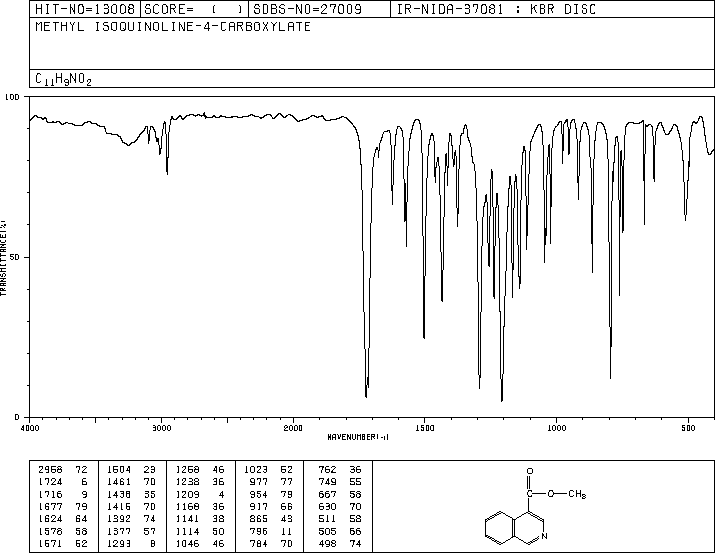 HIT-NO=13008 SCORE= ( ) SDBS-NO=27009 IR-NIDA-37081 : KBR DISC
METHYL ISOQUINOLINE-4-CARBOXYLATE
C11H9NO2
100
50
0
TRANSMITTANCE(%)
4000 3000 2000 1500 1000 500
WAVENUMBER(-1)
2958 72 1504 23 1258 46 1023 52 762 36
1724 6 1461 70 1238 36 977 77 749 55
1716 9 1438 35 1209 4 954 79 667 58
1677 79 1416 70 1168 36 917 66 630 70
1624 64 1392 74 1141 38 865 43 511 58
1578 58 1377 57 1114 50 796 11 505 56
1571 52 1293 8 1046 46 784 70 498 74
O
C O CH3
N